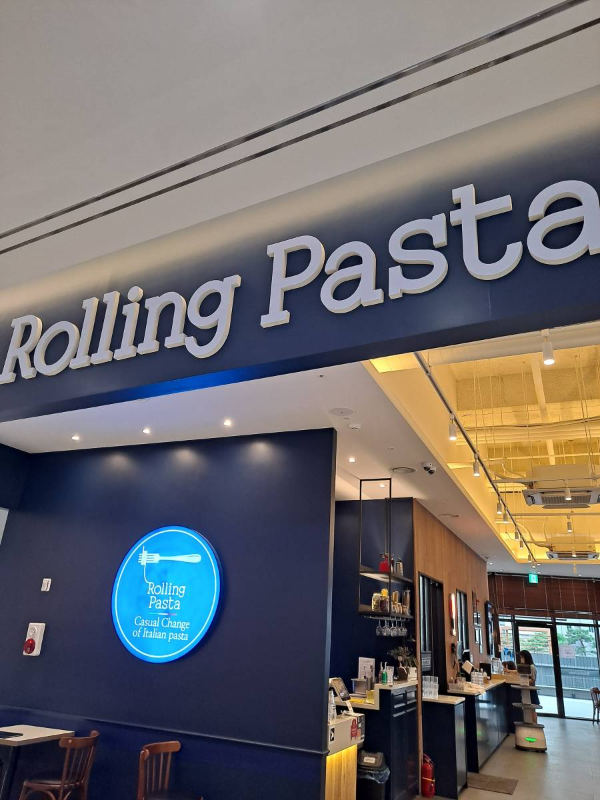 Rolling Pasta
Rolling
Pasta
Casual Change
of Italian pasta